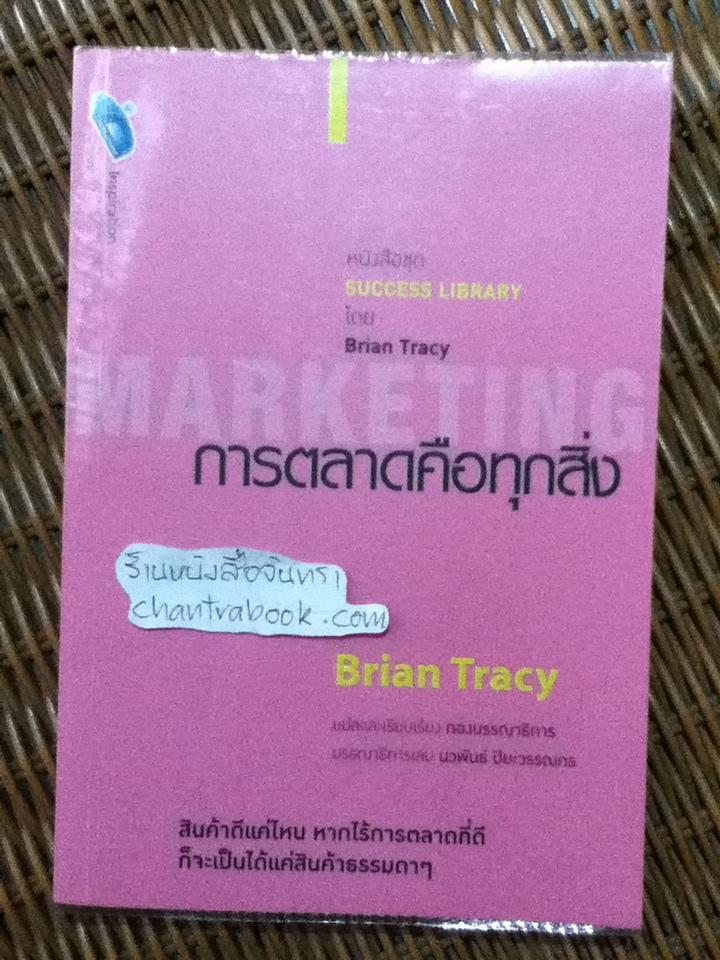 Inspiration
หนังสือชุด
SUCCESS LIBRARY
โดย
Brian Tracy
MARKETING
การตลาดคือทุกสิ่ง
ร้านหนังสือจันทรา
chantrabook.com
Brian Tracy
แปลและเรียบเรียง กองบรรณาธิการ
บรรณาธิการเล่ม นวพันธ์ ปิยะวรรณกร
สินค้าดีแค่ไหน หากไร้การตลาดที่ดี
ก็จะเป็นได้แค่สินค้าธรรมดาๆ